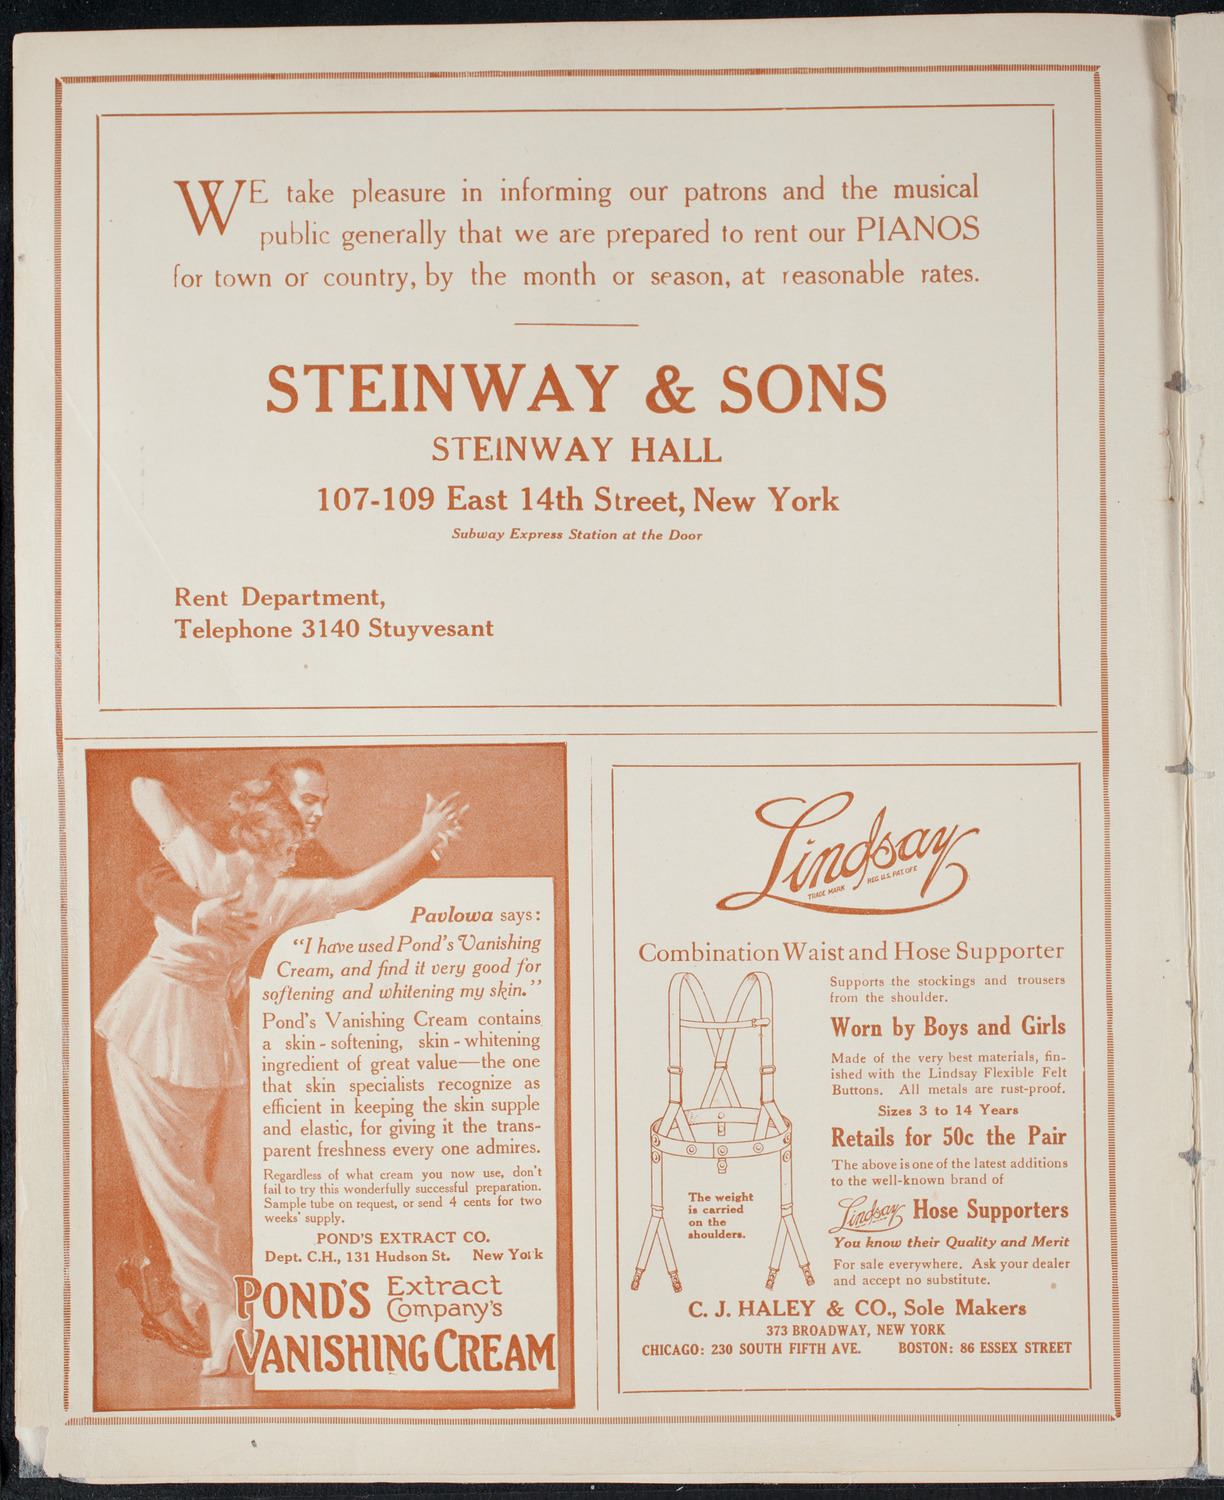 WE take pleasure in informing our patrons and the musical
public generally that we are prepared to rent our PIANOS
for town or country, by the month or season, at reasonable rates.
STEINWAY & SONS
STEINWAY HALL
107-109 East 14th Street, New York
Subway Express Station at the Door
Rent Department,
Telephone 3140 Stuyvesant
Pavlowa says:
"I have used Pond's Vanishing
Cream, and find it very good for
softening and whitening my skin."
Pond's Vanishing Cream contains
a skin-softening, skin-whitening
ingredient of great value—the one
that skin specialists recognize as
efficient in keeping the skin supple
and elastic, for giving it the trans-
parent freshness every one admires.
Regardless of what cream you now use, don't
fail to try this wonderfully successful preparation.
Sample tube on request, or send 4 cents for two
weeks' supply.
POND'S EXTRACT CO.
Dept. C.H., 131 Hudson St. New York
POND'S Extract
Company's
VANISHING CREAM
Lindsay
TRADE MARK REG. U.S. PAT. OFF.
Combination Waist and Hose Supporter
Supports the stockings and trousers
from the shoulder.
Worn by Boys and Girls
Made of the very best materials, fin-
ished with the Lindsay Flexible Felt
Buttons. All metals are rust-proof.
Sizes 3 to 14 Years
Retails for 50c the Pair
The above is one of the latest additions
to the well-known brand of
Lindsay Hose Supporters
You know their Quality and Merit
For sale everywhere. Ask your dealer
and accept no substitute.
The weight
is carried
on the
shoulders.
C. J. HALEY & CO., Sole Makers
373 BROADWAY, NEW YORK
CHICAGO: 230 SOUTH FIFTH AVE. BOSTON: 86 ESSEX STREET